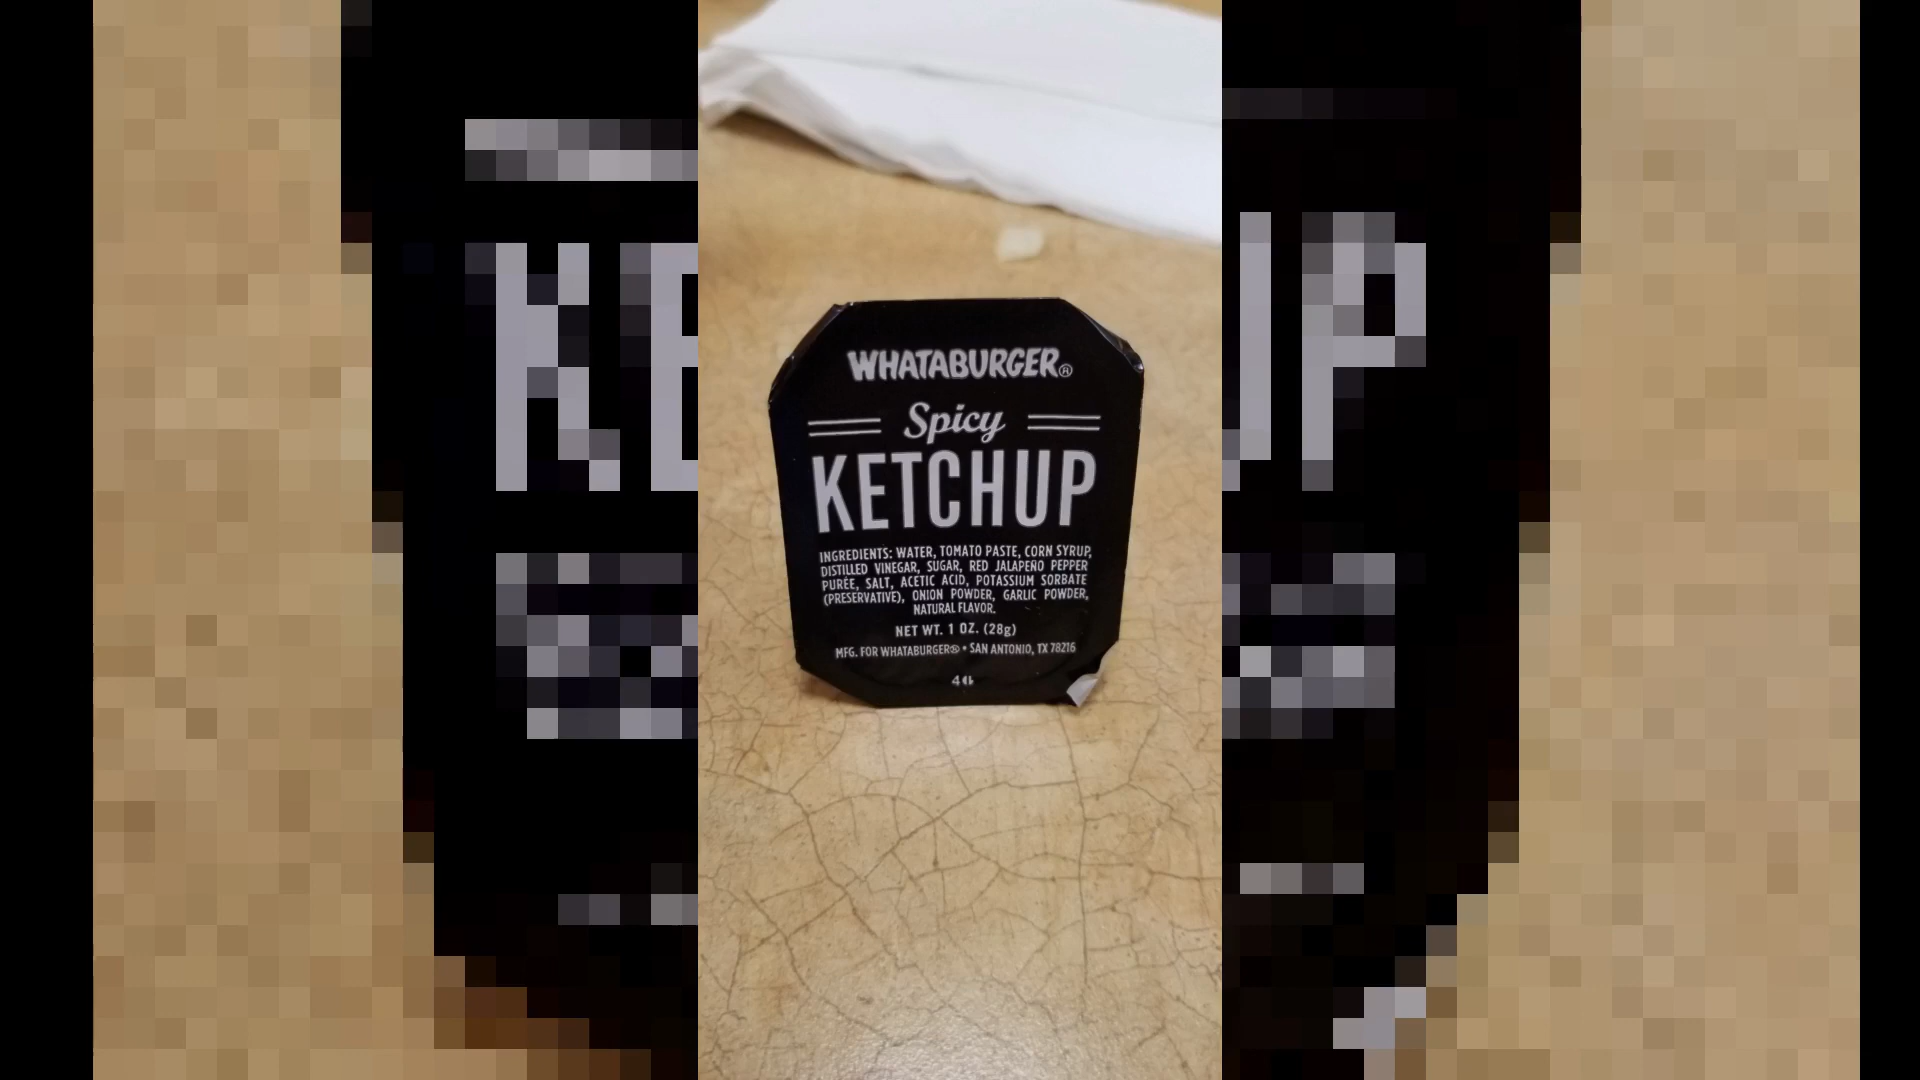 WHATABURGER®
Spicy
KETCHUP
INGREDIENTS: WATER, TOMATO PASTE, CORN SYRUP,
DISTILLED VINEGAR, SUGAR, RED JALAPEÑO PEPPER
PURÉE, SALT, ACETIC ACID, POTASSIUM SORBATE
(PRESERVATIVE), ONION POWDER, GARLIC POWDER,
NATURAL FLAVOR.
NET WT. 1 OZ. (28g)
MFG. FOR WHATABURGER® • SAN ANTONIO, TX 78216